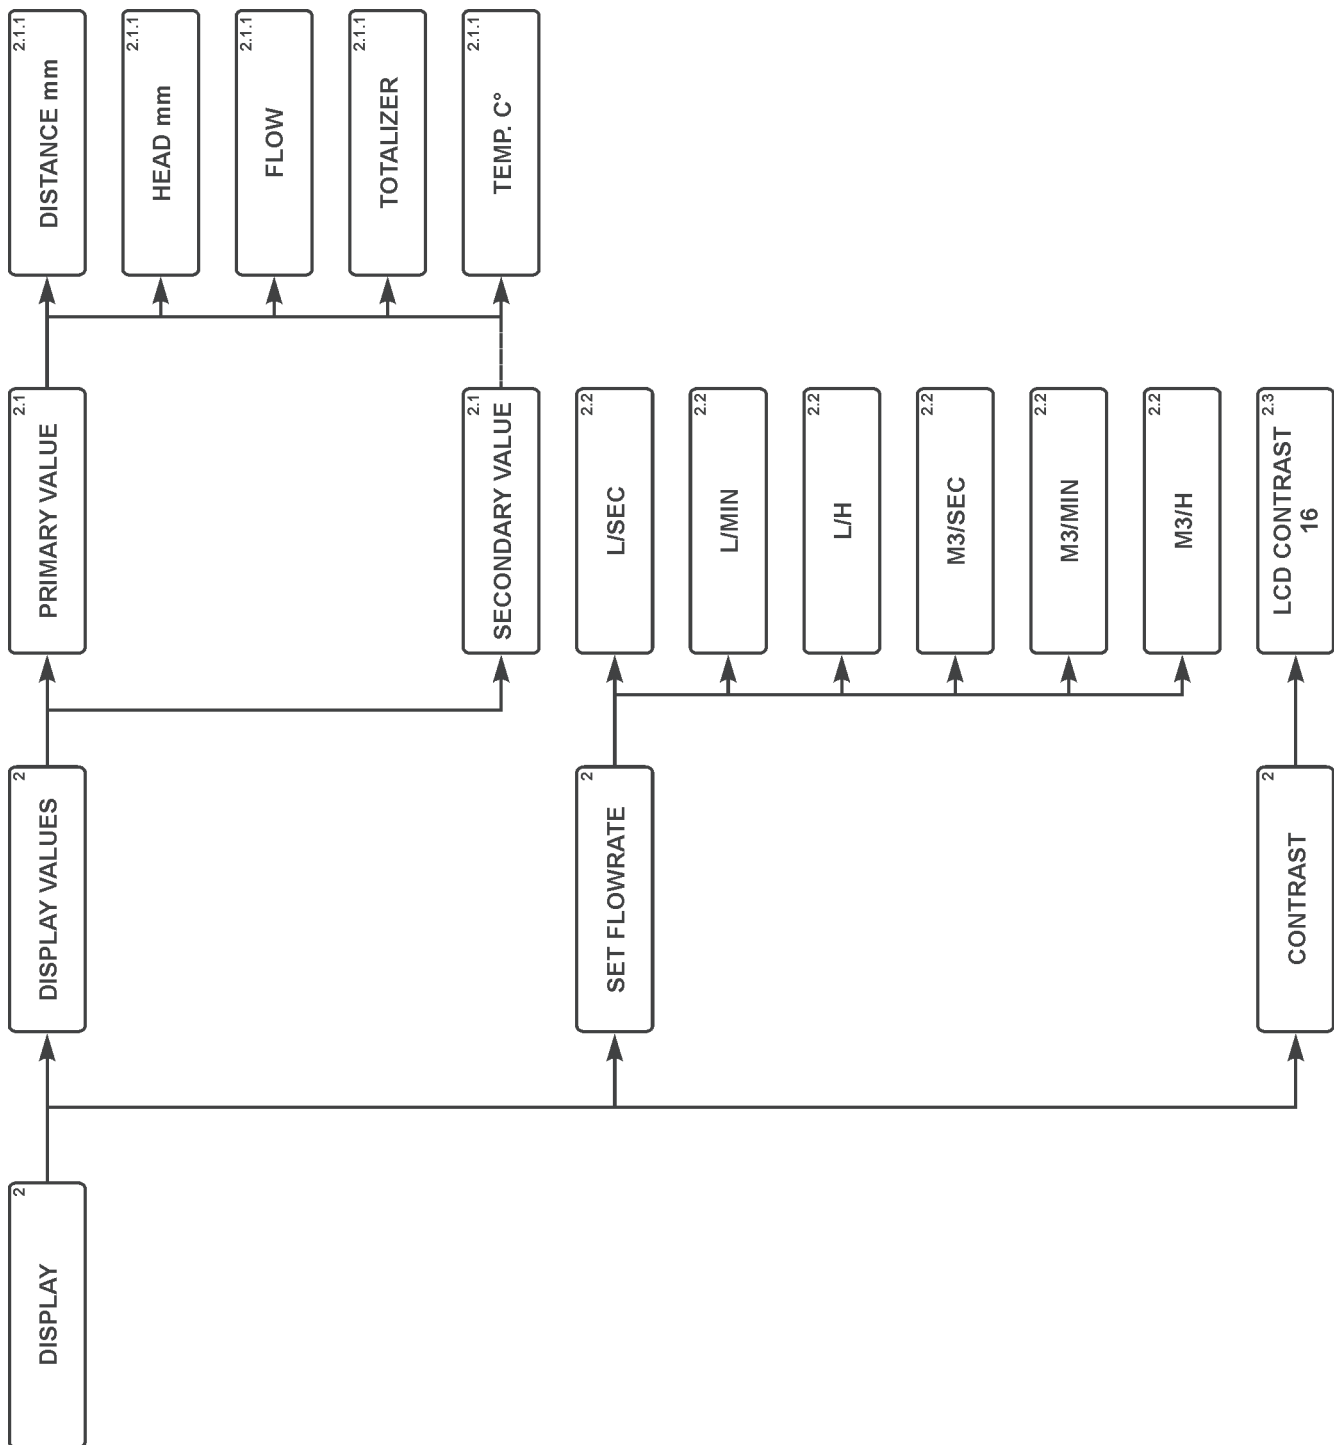 2
DISPLAY
2
DISPLAY VALUES
2.1
PRIMARY VALUE
2.1.1
DISTANCE mm
2.1.1
HEAD mm
2.1.1
FLOW
2.1.1
TOTALIZER
2.1.1
TEMP. C°
2.1
SECONDARY VALUE
2
SET FLOWRATE
2.2
L/SEC
2.2
L/MIN
2.2
L/H
2.2
M3/SEC
2.2
M3/MIN
2.2
M3/H
2
CONTRAST
2.3
LCD CONTRAST
16